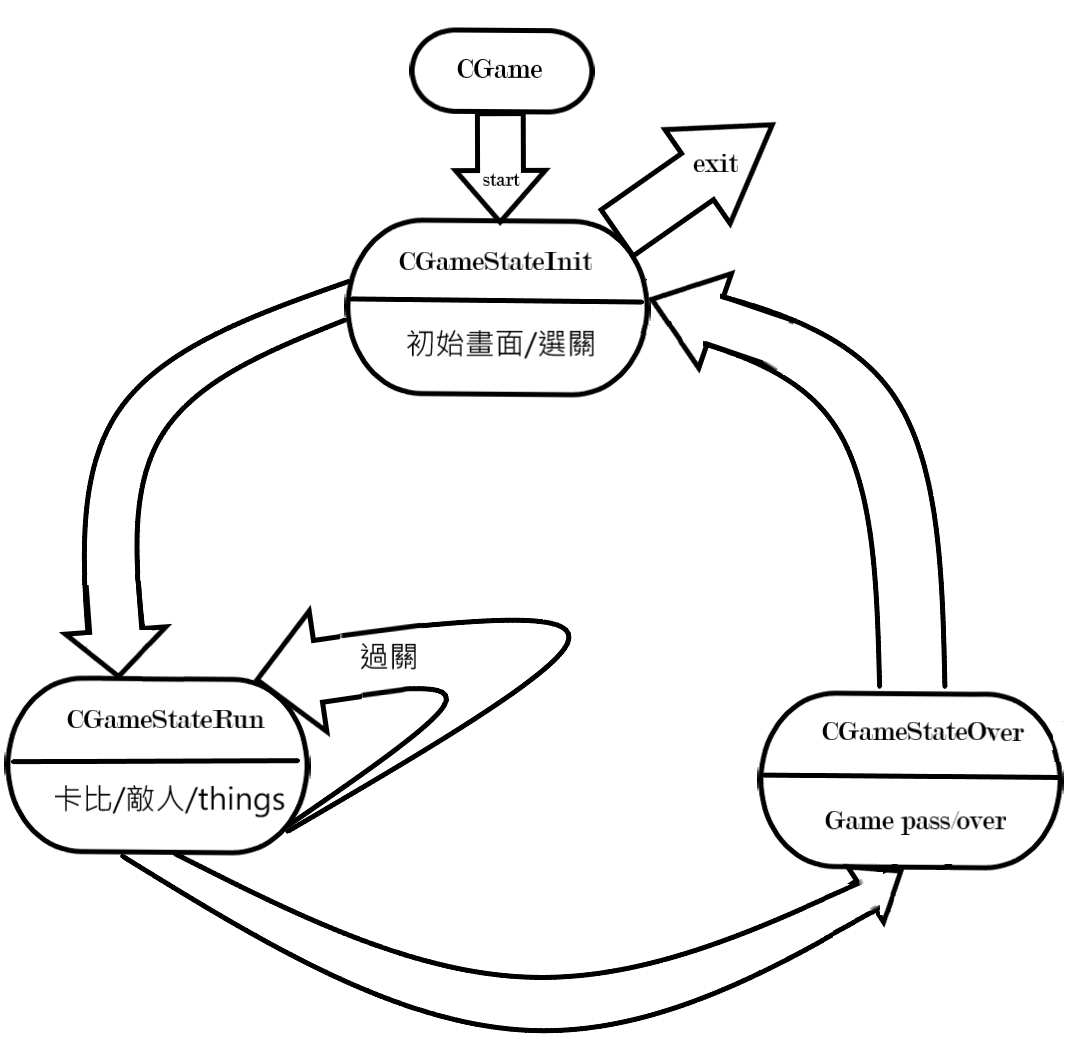 CGame
start
exit
CGameStateInit
初始畫面/選關
過關
CGameStateRun
卡比/敵人/things
CGameStateOver
Game pass/over